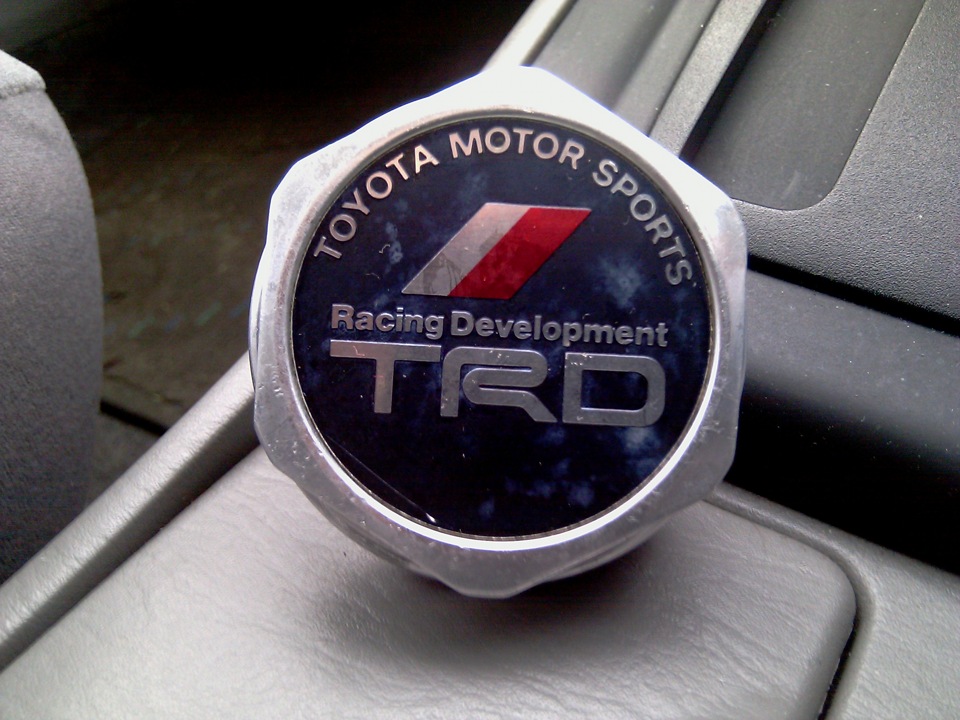 TOYOTA MOTOR SPORTS
Racing Development
TRD